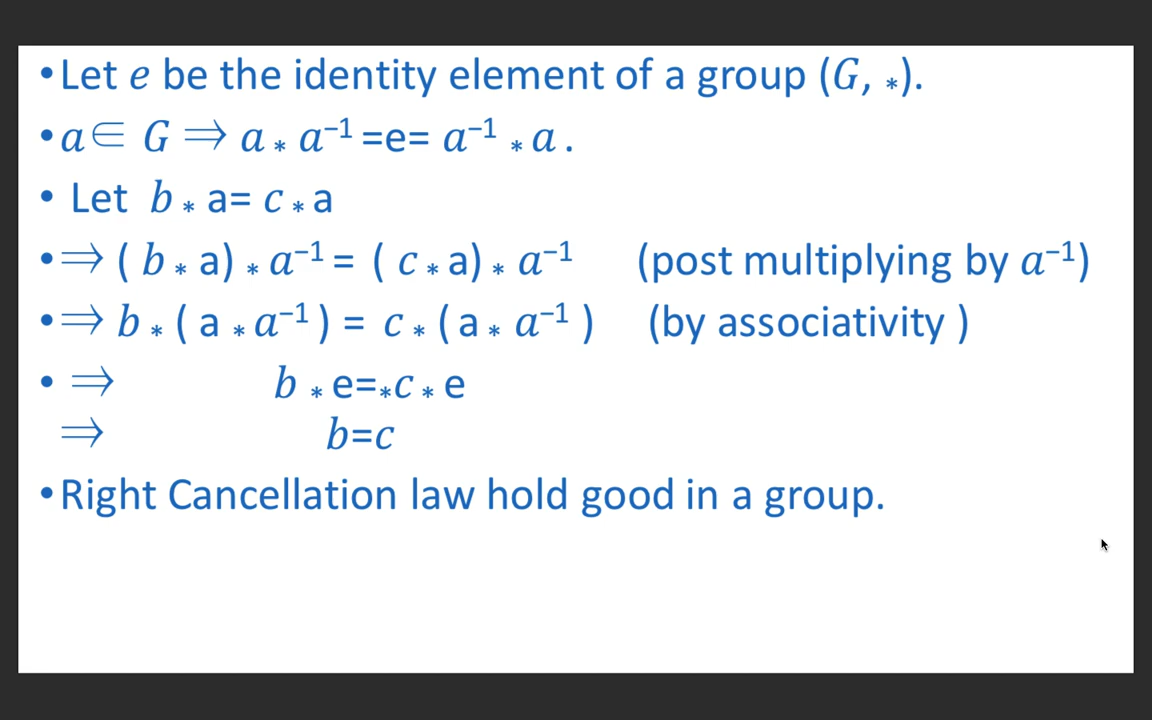 •Let e be the identity element of a group (G, *).
•a∈ G ⟹ a * a⁻¹ =e= a⁻¹ * a .
• Let b * a= c * a
•⟹ ( b * a) * a⁻¹ = ( c * a) * a⁻¹ (post multiplying by a⁻¹)
•⟹ b * ( a * a⁻¹ ) = c * ( a * a⁻¹ ) (by associativity )
• ⟹ b * e=*c * e
⟹ b=c
•Right Cancellation law hold good in a group.